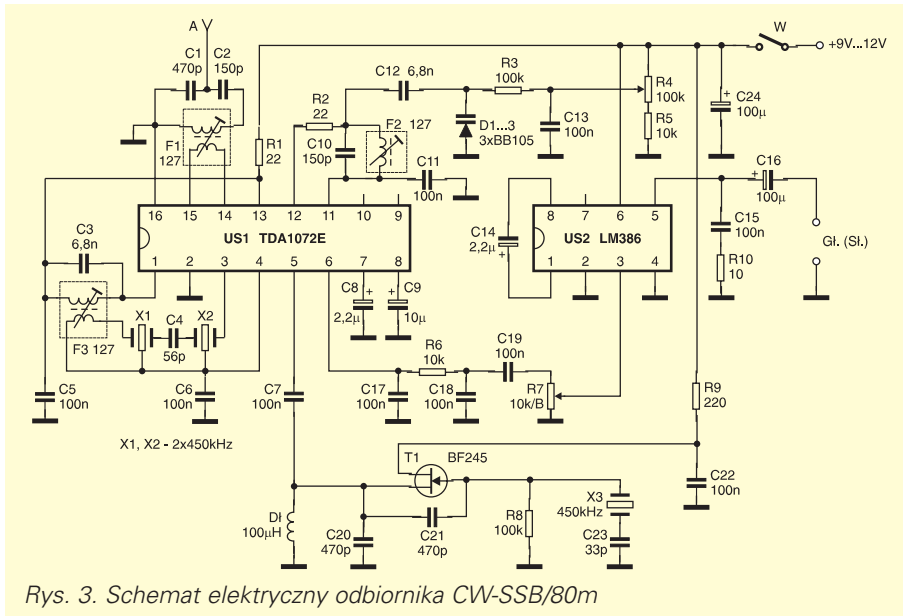 A
C1
470p
C2
150p
W
+9V...12V
C12
6,8n
R3
100k
R4
100k
C24
100µ
+
R2
22
F2 127
D1...3
3xBB105
C13
100n
R5
10k
F1
127
R1
22
C10
150p
C11
100n
C16
100µ
+
16 15 14 13 12 11 10 9
8 7 6 5
C3
6,8n
US1 TDA1072E
C14
2,2µ
+
US2 LM386
C15
100n
Gł. (Sł.)
1 2 3 4 5 6 7 8
1 2 3 4
R10
10
X1
C4
56p
X2
F3 127
C8
2,2µ
+
C9
10µ
+
C5
100n
C6
100n
C7
100n
R6
10k
C19
100n
C17
100n
C18
100n
R7
10k/B
R9
220
X1, X2 - 2x450kHz
T1
BF245
C22
100n
Dł
100µH
C20
470p
C21
470p
R8
100k
X3
450kHz
C23
33p
Rys. 3. Schemat elektryczny odbiornika CW-SSB/80m